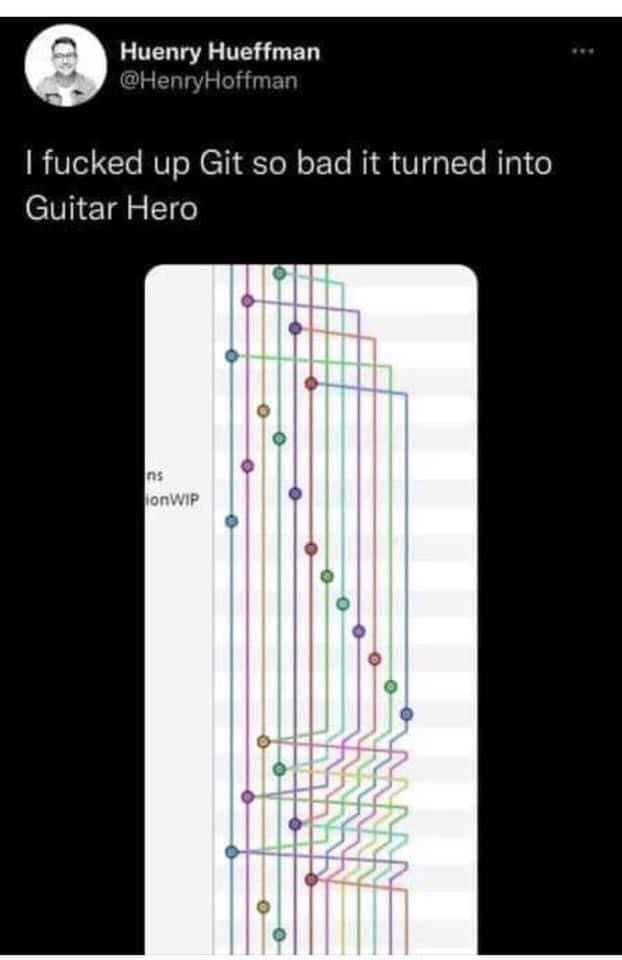 Huenry Hueffman
@HenryHoffman
I fucked up Git so bad it turned into
Guitar Hero
ns
ionWIP